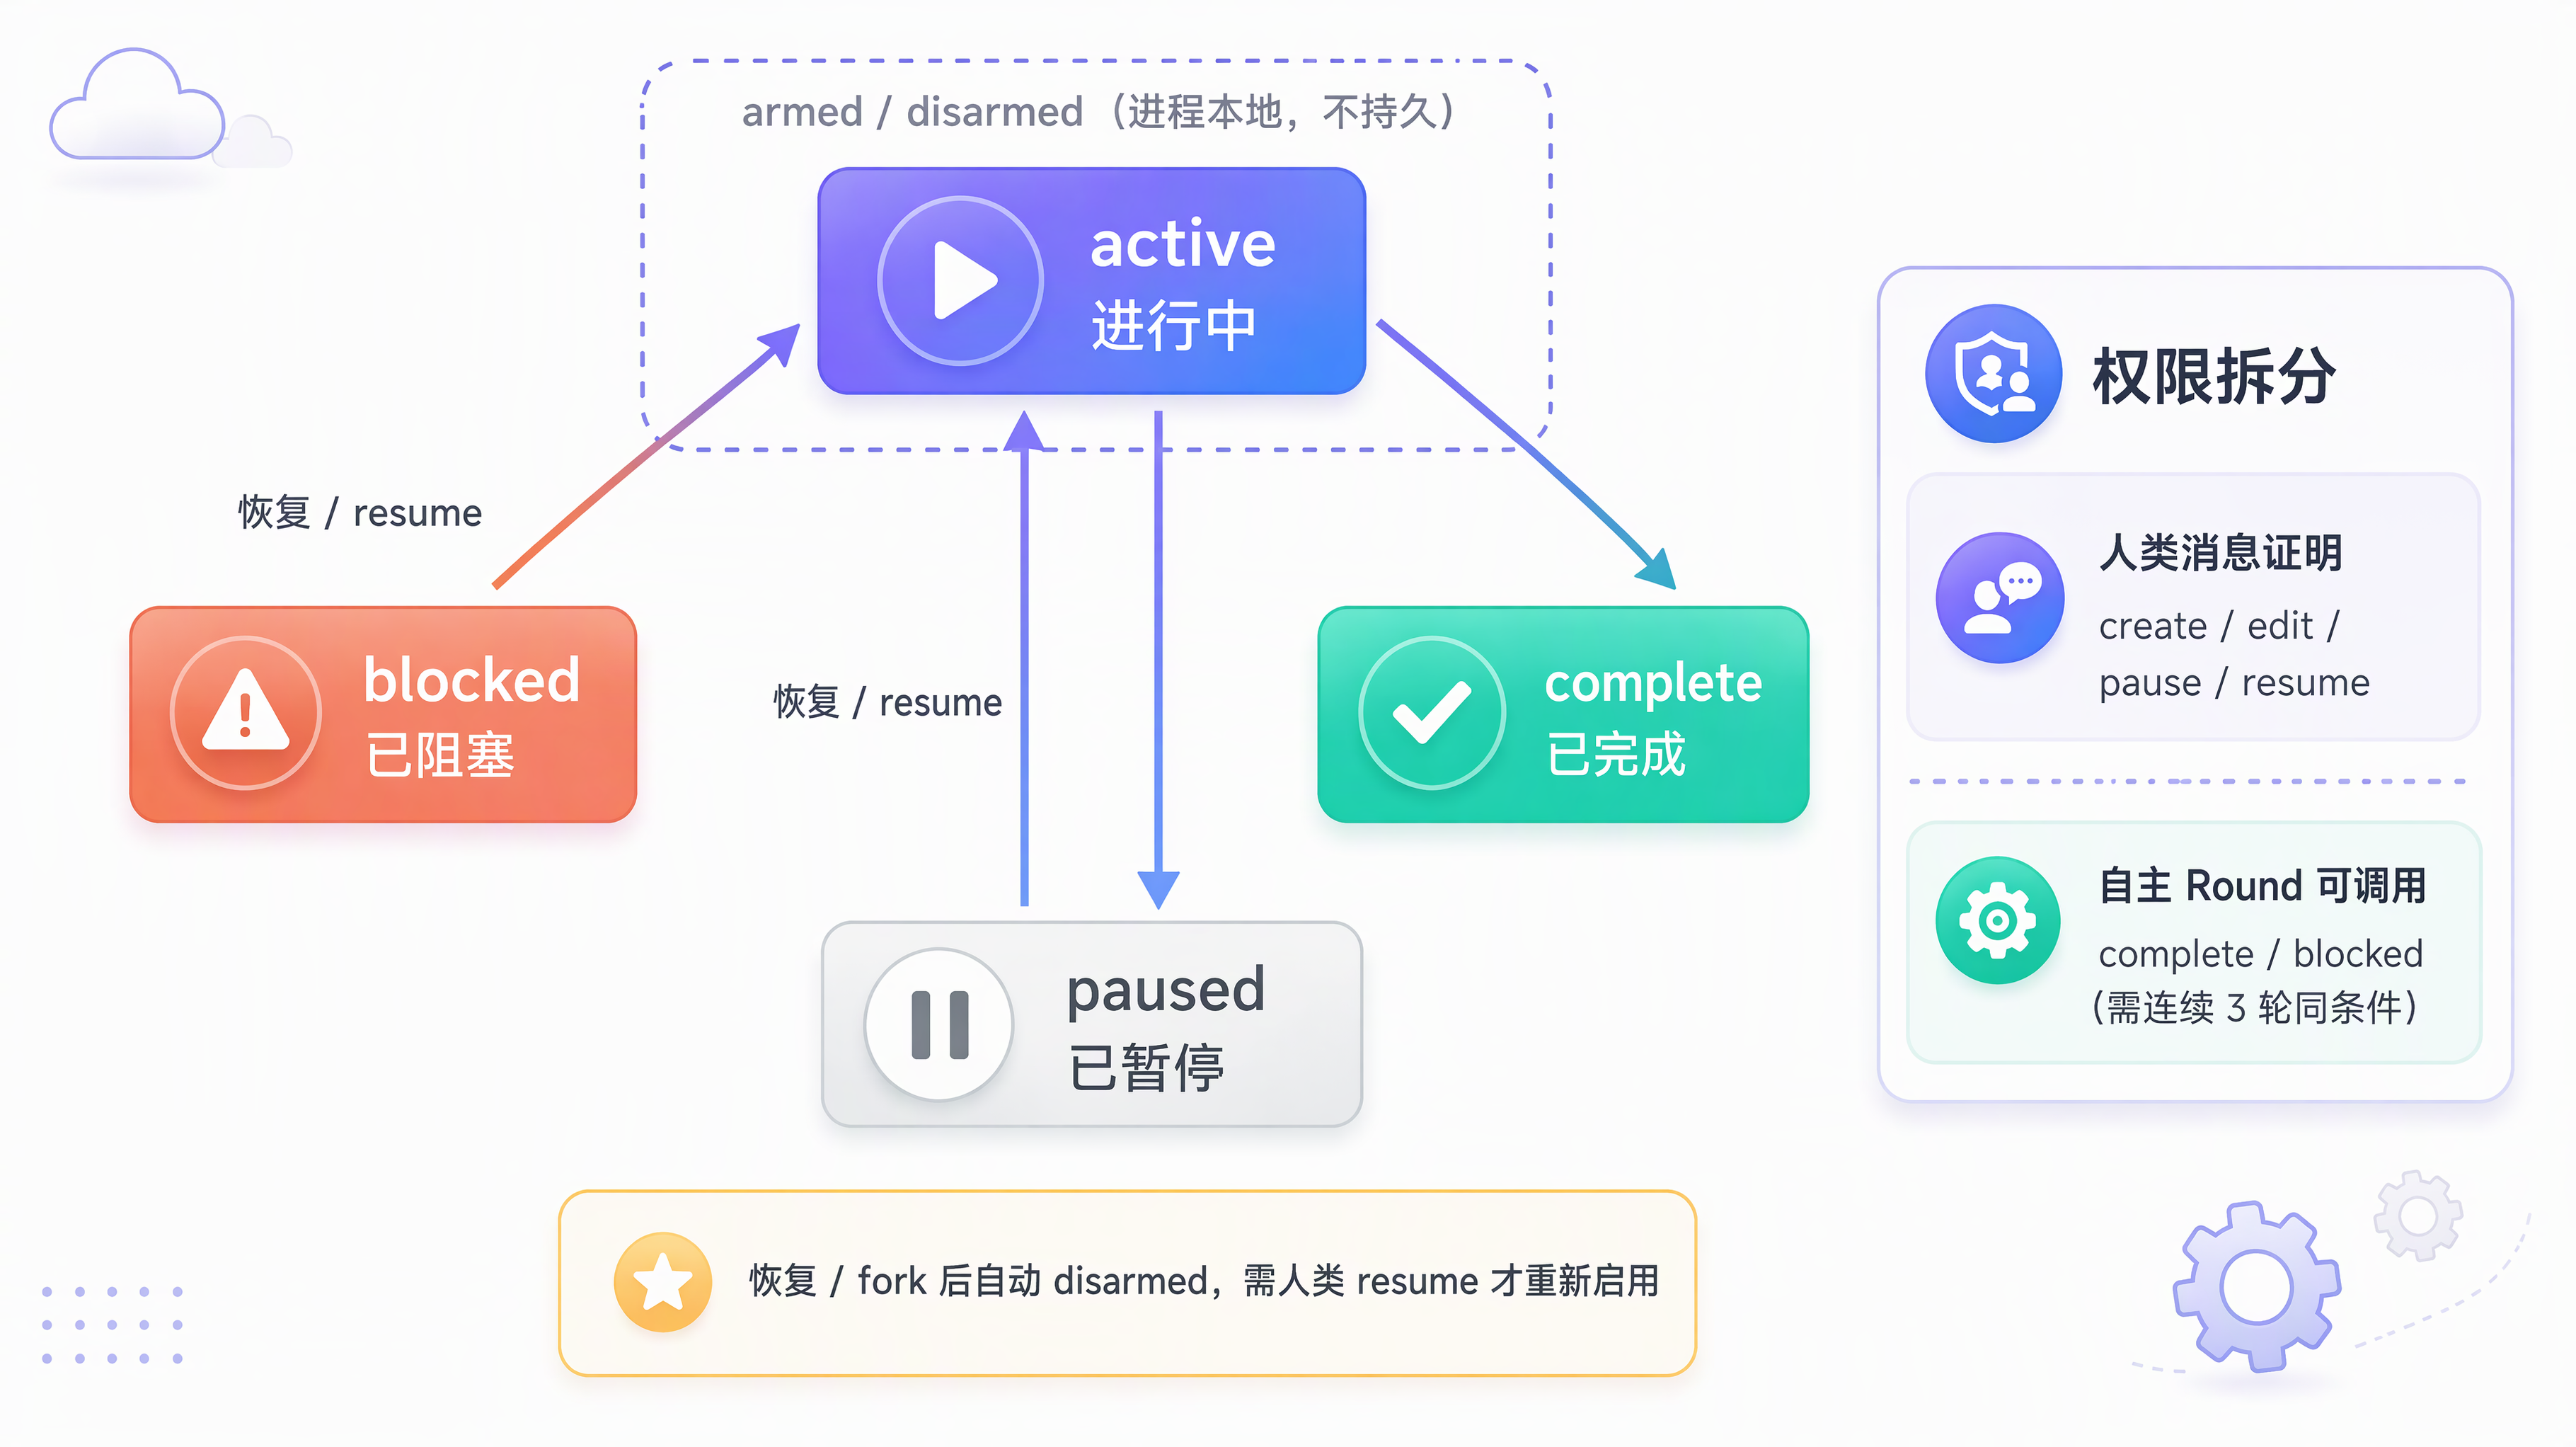 armed / disarmed（进程本地，不持久）
active
进行中
恢复 / resume
blocked
已阻塞
恢复 / resume
complete
已完成
paused
已暂停
恢复 / fork 后自动 disarmed，需人类 resume 才重新启用
权限拆分
人类消息证明
create / edit /
pause / resume
自主 Round 可调用
complete / blocked
（需连续 3 轮同条件）